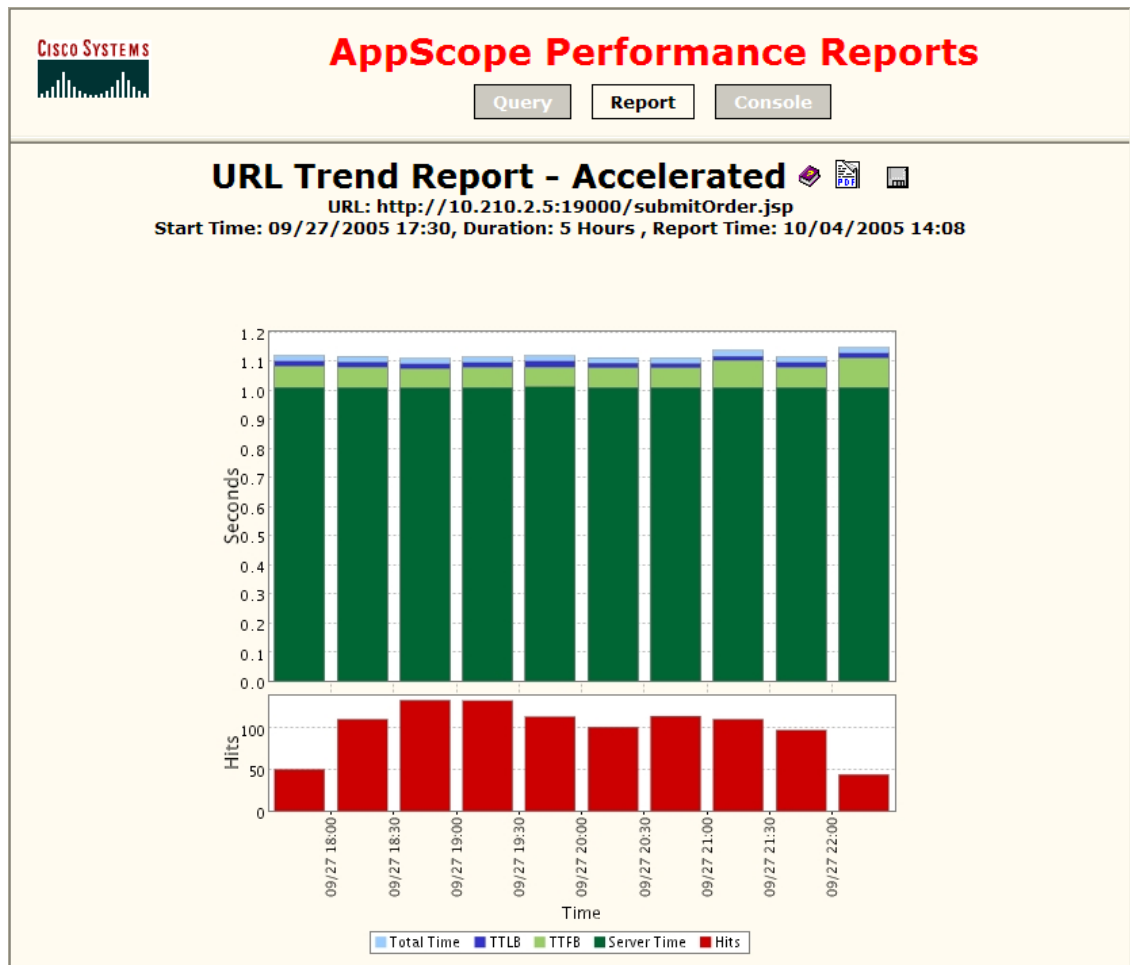 CISCO SYSTEMS
AppScope Performance Reports
Query Report Console
URL Trend Report - Accelerated
PDF
URL: http://10.210.2.5:19000/submitOrder.jsp
Start Time: 09/27/2005 17:30, Duration: 5 Hours , Report Time: 10/04/2005 14:08
Seconds
1.2
1.1
1.0
0.9
0.8
0.7
0.6
0.5
0.4
0.3
0.2
0.1
0.0
Hits
100
50
0
09/27 18:00
09/27 18:30
09/27 19:00
09/27 19:30
09/27 20:00
09/27 20:30
09/27 21:00
09/27 21:30
09/27 22:00
Time
Total Time TTLB TTFB Server Time Hits